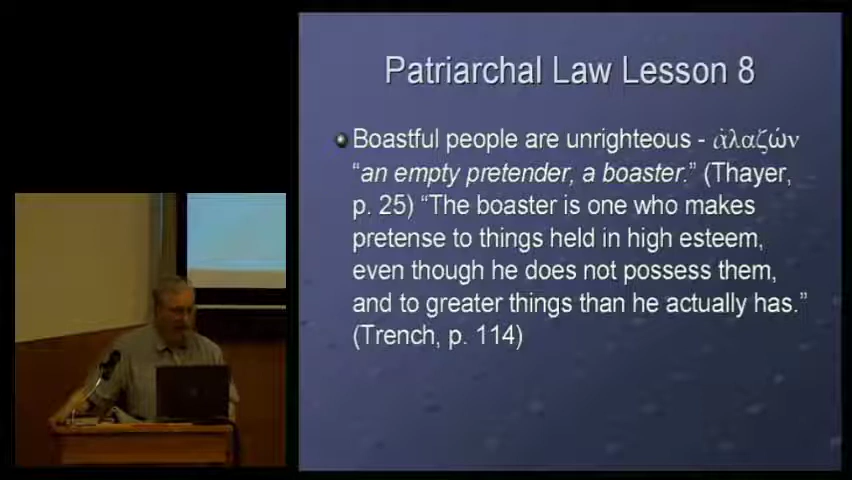 Patriarchal Law Lesson 8
Boastful people are unrighteous - ἀλαζών
“an empty pretender, a boaster.” (Thayer,
p. 25) “The boaster is one who makes
pretense to things held in high esteem,
even though he does not possess them,
and to greater things than he actually has.”
(Trench, p. 114)